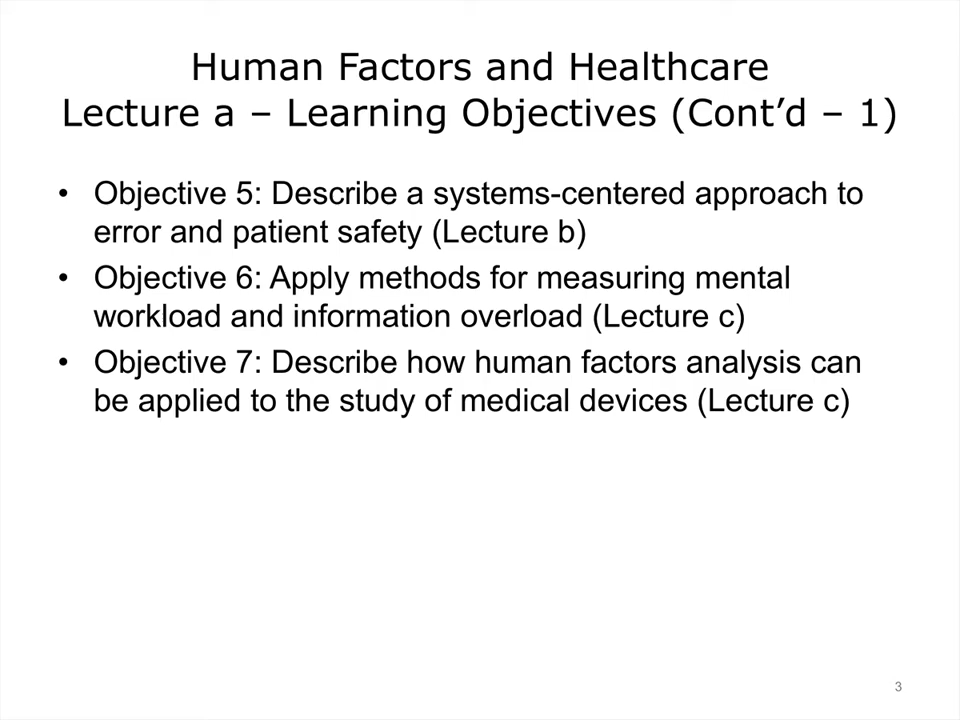 Human Factors and Healthcare
Lecture a – Learning Objectives (Cont’d – 1)
• Objective 5: Describe a systems-centered approach to
error and patient safety (Lecture b)
• Objective 6: Apply methods for measuring mental
workload and information overload (Lecture c)
• Objective 7: Describe how human factors analysis can
be applied to the study of medical devices (Lecture c)
3